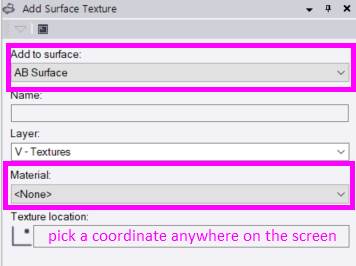 Add Surface Texture
Add to surface:
AB Surface
Name:
Layer:
V - Textures
Material:
<None>
Texture location:
pick a coordinate anywhere on the screen